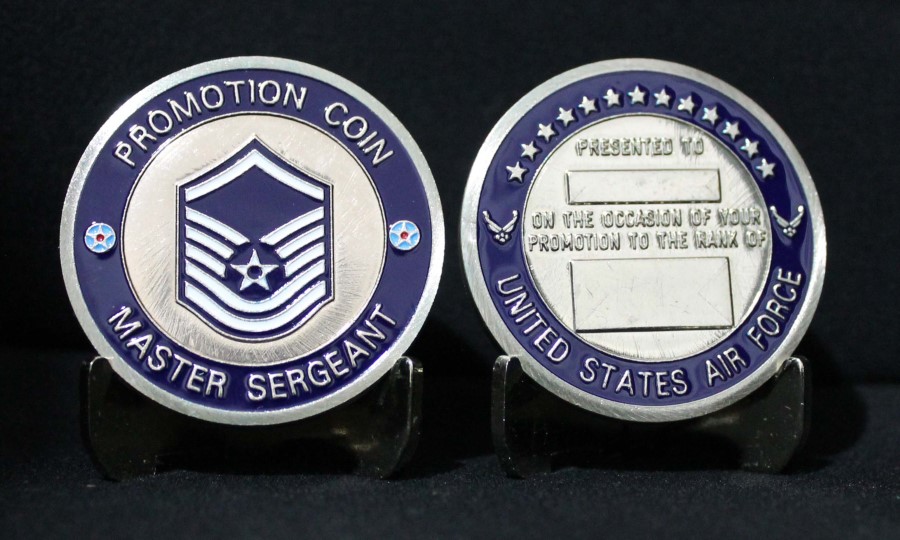 PROMOTION COIN
MASTER SERGEANT
PRESENTED TO
ON THE OCCASION OF YOUR
PROMOTION TO THE RANK OF
UNITED STATES AIR FORCE